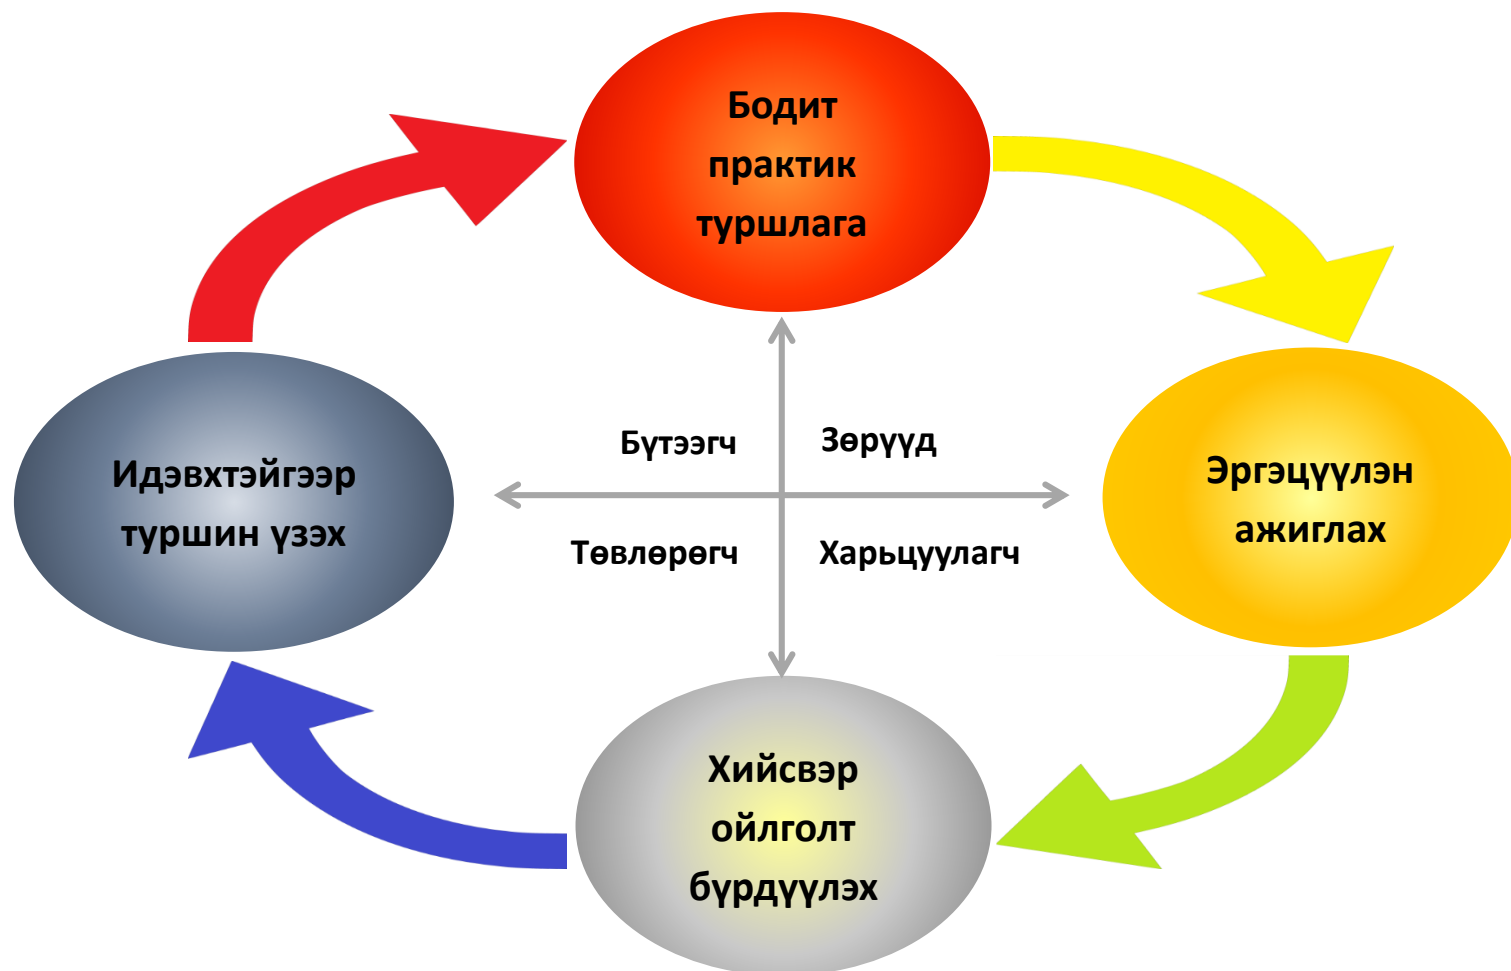 Бодит
практик
туршлага
Бүтээгч
Зөрүүд
Идэвхтэйгээр
туршин үзэх
Эргэцүүлэн
ажиглах
Төвлөрөгч
Харьцуулагч
Хийсвэр
ойлголт
бүрдүүлэх